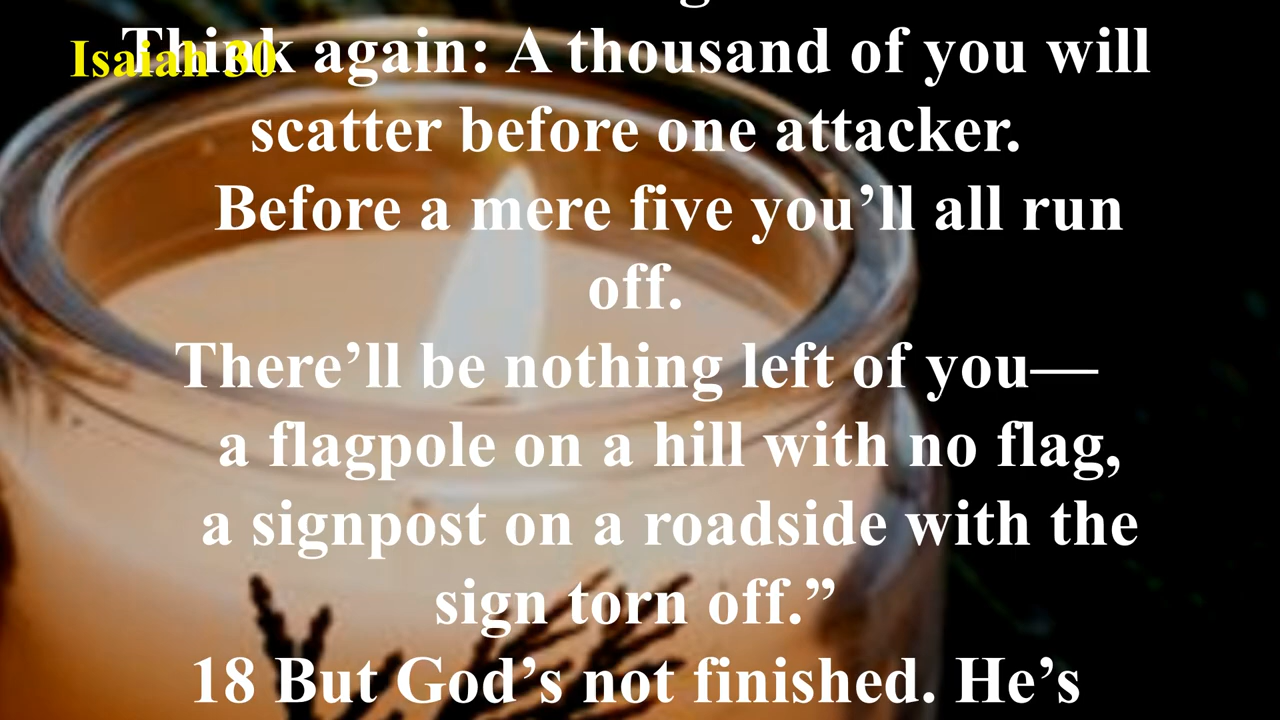 Isaiah 30
Think again: A thousand of you will
scatter before one attacker.
Before a mere five you’ll all run
off.
There’ll be nothing left of you—
a flagpole on a hill with no flag,
a signpost on a roadside with the
sign torn off.”
18 But God’s not finished. He’s